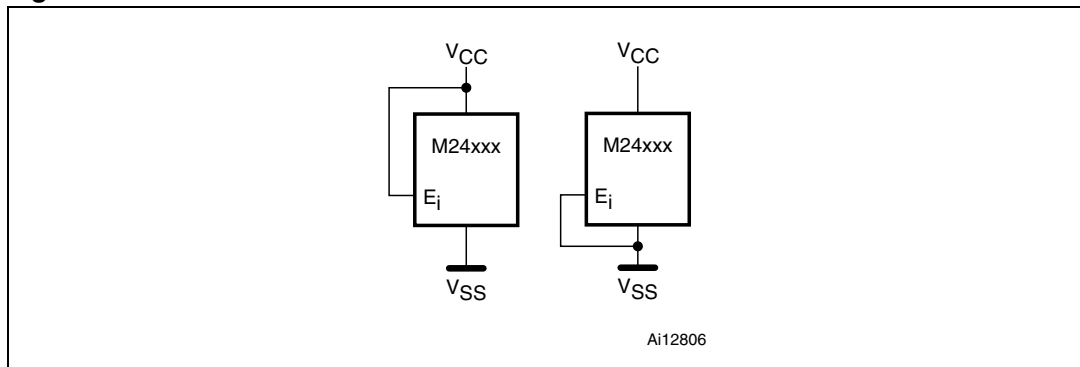 VCC VCC
M24xxx M24xxx
Ei Ei
VSS VSS
Ai12806